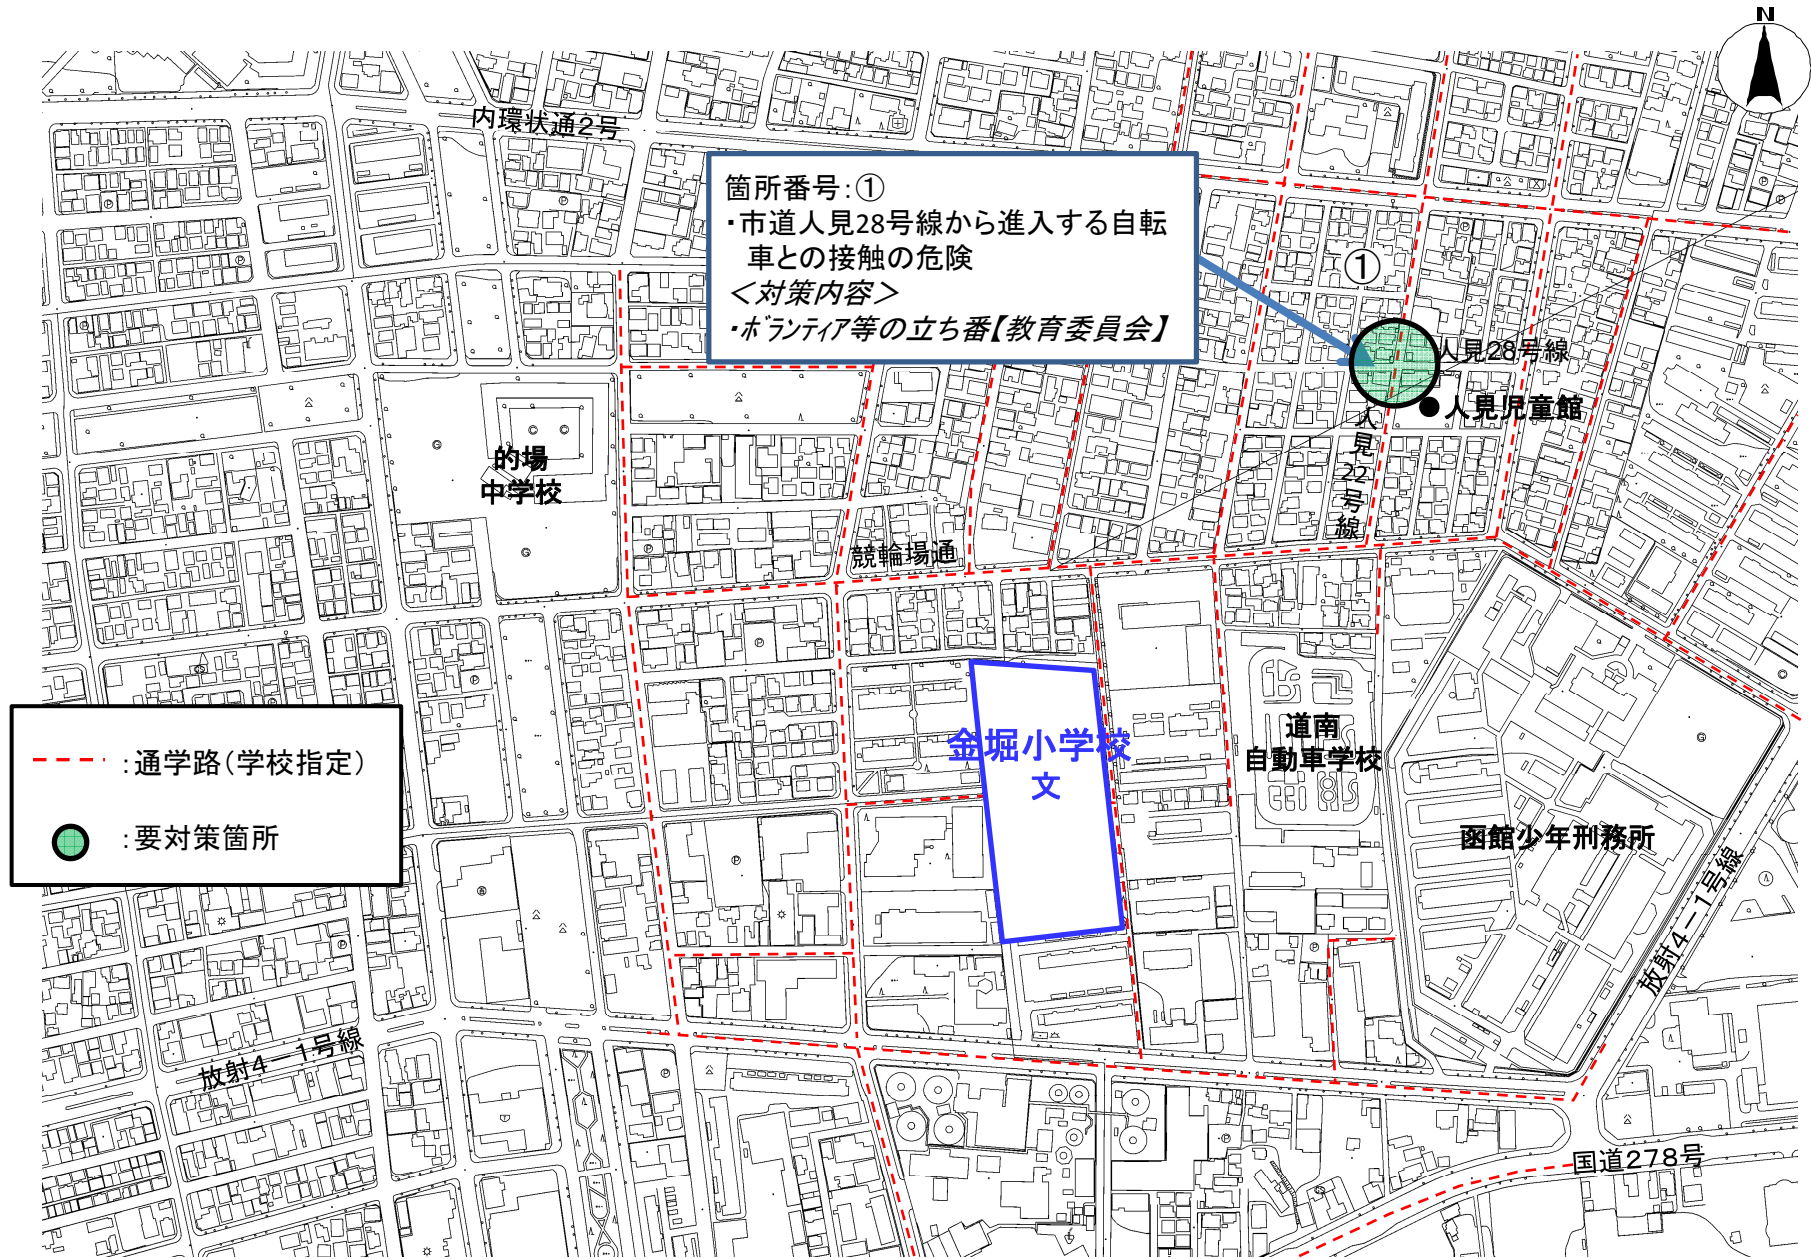 N
内環状通2号
箇所番号:①
・市道人見28号線から進入する自転
車との接触の危険
＜対策内容＞
・ボランティア等の立ち番【教育委員会】
①
人見28号線
人見児童館
人見22号線
的場
中学校
競輪場通
金堀小学校
文
道南
自動車学校
函館少年刑務所
:通学路(学校指定)
:要対策箇所
放射4－1号線
放射4－1号線
国道278号